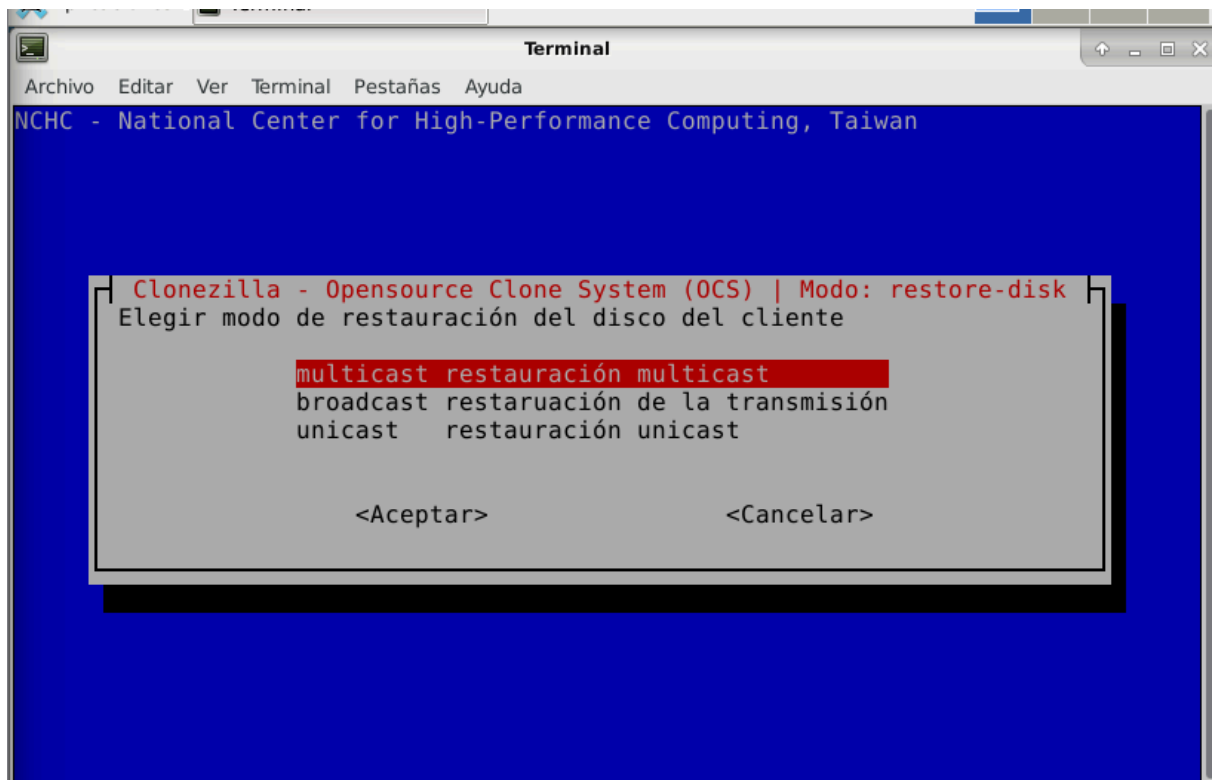 Terminal
Archivo Editar Ver Terminal Pestañas Ayuda
NCHC - National Center for High-Performance Computing, Taiwan
Clonezilla - Opensource Clone System (OCS) | Modo: restore-disk
Elegir modo de restauración del disco del cliente
multicast restauración multicast
broadcast restaruación de la transmisión
unicast restauración unicast
<Aceptar> <Cancelar>